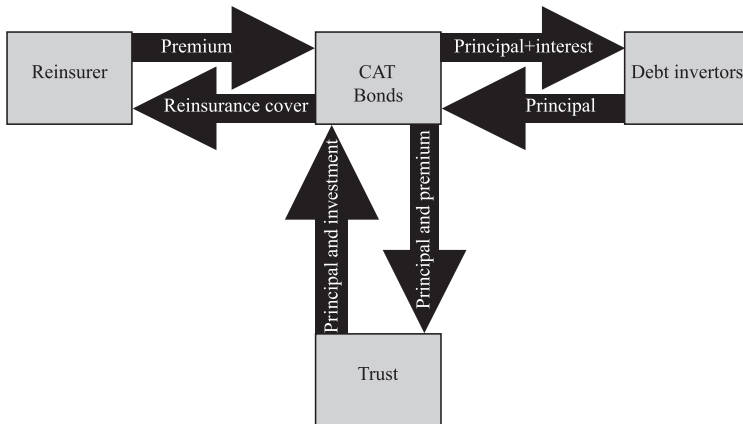 Premium
Principal+interest
Reinsurer
CAT
Bonds
Debt invertors
Reinsurance cover
Principal
Principal and investment
Principal and premium
Trust